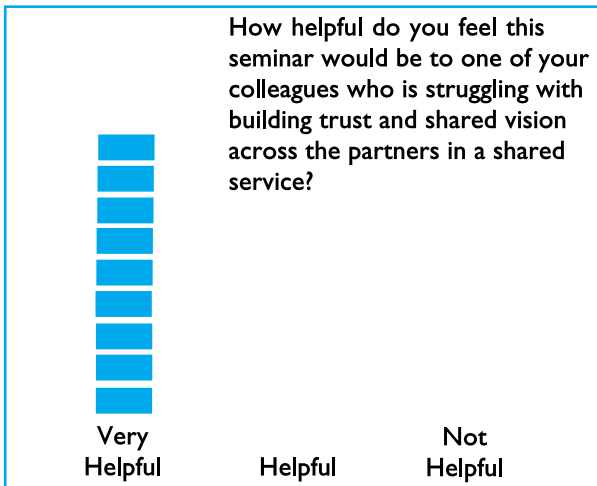 How helpful do you feel this
seminar would be to one of your
colleagues who is struggling with
building trust and shared vision
across the partners in a shared
service?
Very
Helpful
Helpful
Not
Helpful